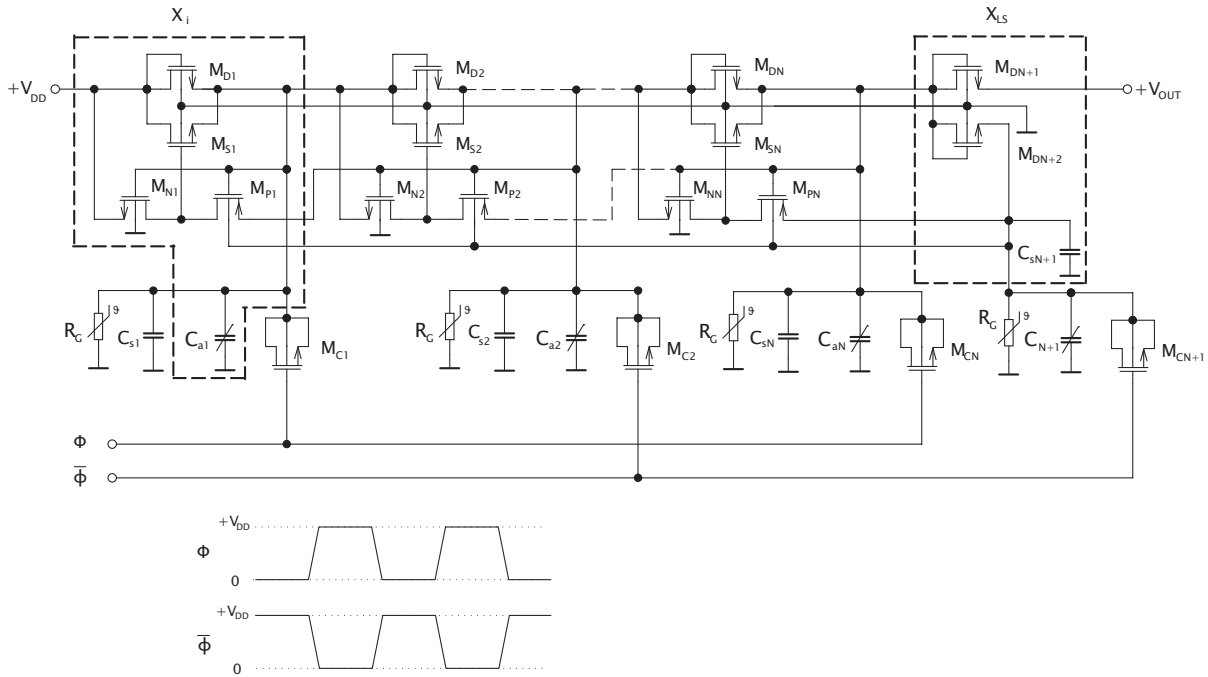 X i
X LS
M D1
M D2
M DN
M DN+1
+V DD
+V OUT
M S1
M S2
M SN
M DN+2
M N1
M P1
M N2
M P2
M NN
M PN
C sN+1
R G
ϑ
C s1
C a1
M C1
R G
ϑ
C s2
C a2
M C2
R G
ϑ
C sN
C aN
M CN
R G
ϑ
C N+1
M CN+1
Φ
Φ̅
+V DD
Φ
0
+V DD
Φ̅
0